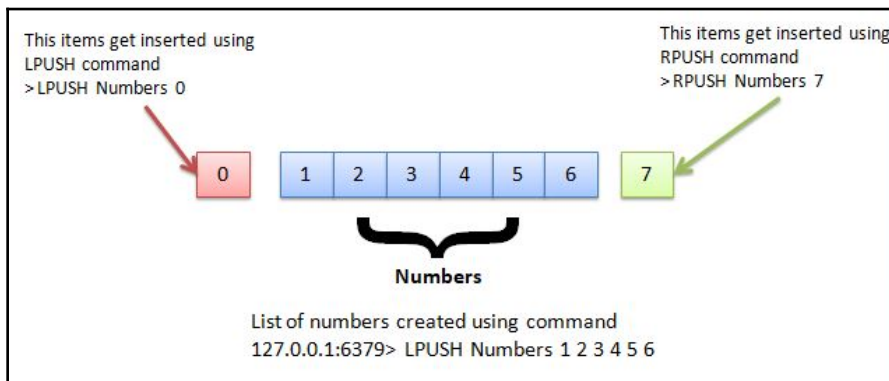 This items get inserted using
LPUSH command
>LPUSH Numbers 0
This items get inserted using
RPUSH command
>RPUSH Numbers 7
0 1 2 3 4 5 6 7
Numbers
List of numbers created using command
127.0.0.1:6379> LPUSH Numbers 1 2 3 4 5 6